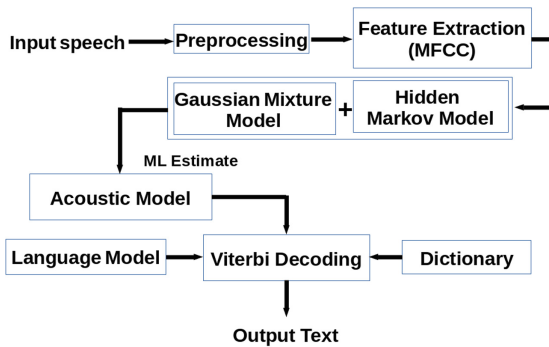 Input speech
Preprocessing
Feature Extraction
(MFCC)
Gaussian Mixture
Model
+
Hidden
Markov Model
ML Estimate
Acoustic Model
Language Model
Viterbi Decoding
Dictionary
Output Text